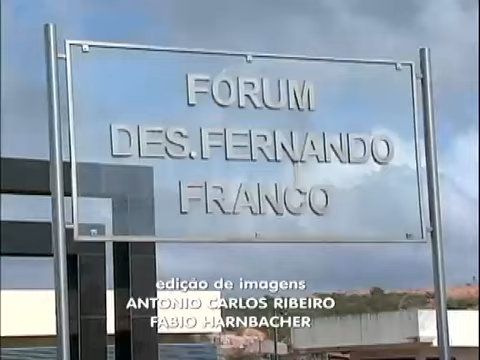 FÓRUM
DES. FERNANDO
FRANCO
edição de imagens
ANTONIO CARLOS RIBEIRO
FABIO HARNBACHER